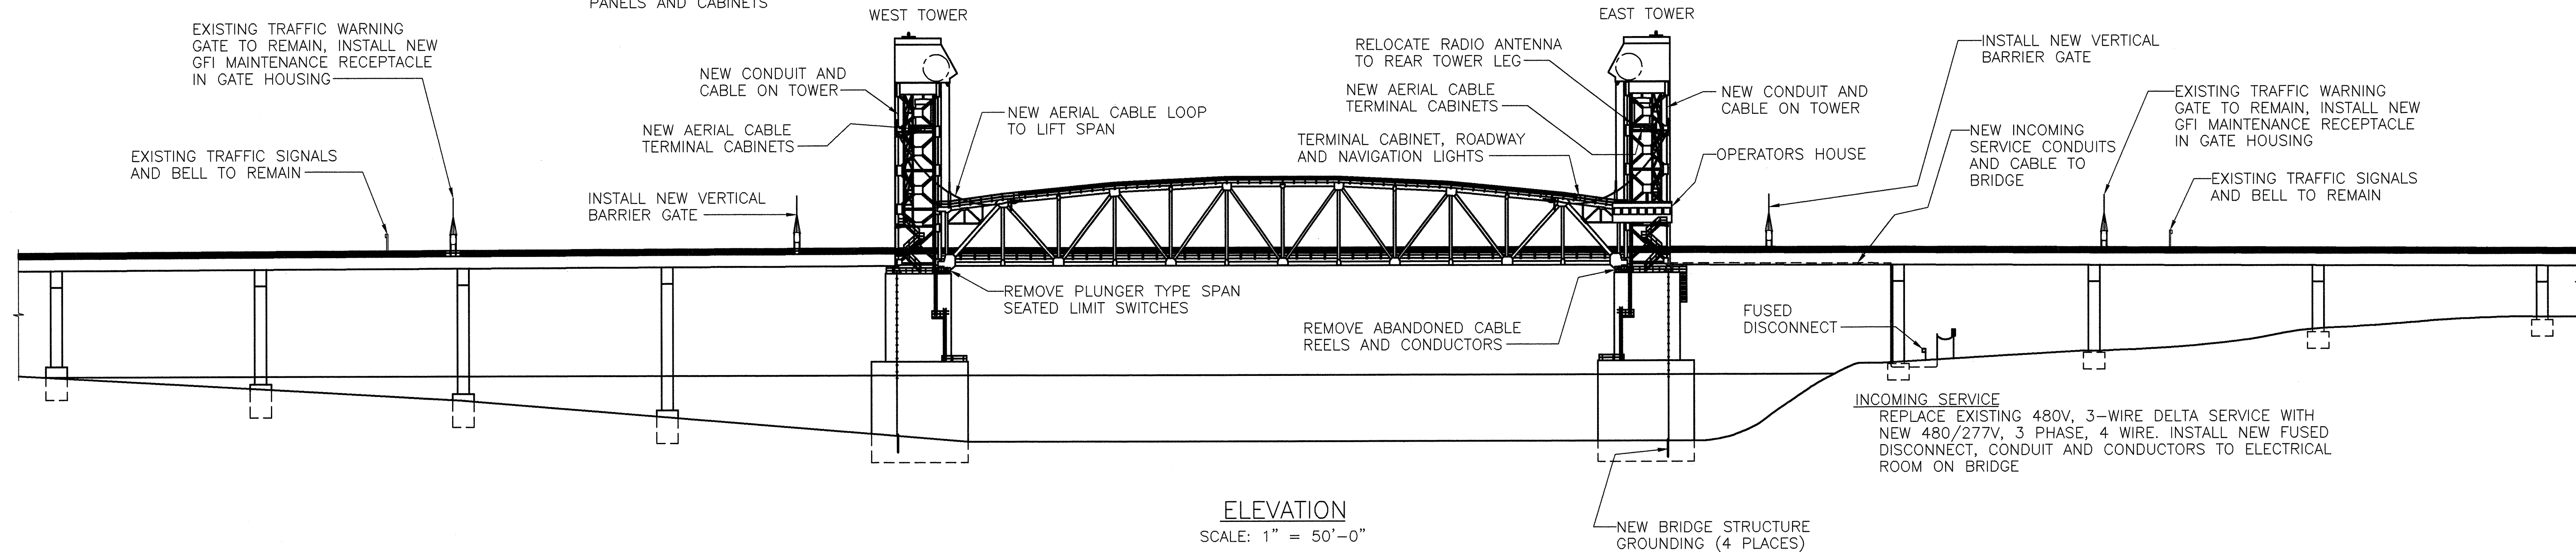 PANELS AND CABINETS
WEST TOWER
EAST TOWER
EXISTING TRAFFIC WARNING
GATE TO REMAIN, INSTALL NEW
GFI MAINTENANCE RECEPTACLE
IN GATE HOUSING
NEW CONDUIT AND
CABLE ON TOWER
NEW AERIAL CABLE
TERMINAL CABINETS
EXISTING TRAFFIC SIGNALS
AND BELL TO REMAIN
INSTALL NEW VERTICAL
BARRIER GATE
NEW AERIAL CABLE LOOP
TO LIFT SPAN
RELOCATE RADIO ANTENNA
TO REAR TOWER LEG
NEW AERIAL CABLE
TERMINAL CABINETS
TERMINAL CABINET, ROADWAY
AND NAVIGATION LIGHTS
NEW CONDUIT AND
CABLE ON TOWER
OPERATORS HOUSE
INSTALL NEW VERTICAL
BARRIER GATE
NEW INCOMING
SERVICE CONDUITS
AND CABLE TO
BRIDGE
EXISTING TRAFFIC WARNING
GATE TO REMAIN, INSTALL NEW
GFI MAINTENANCE RECEPTACLE
IN GATE HOUSING
EXISTING TRAFFIC SIGNALS
AND BELL TO REMAIN
REMOVE PLUNGER TYPE SPAN
SEATED LIMIT SWITCHES
REMOVE ABANDONED CABLE
REELS AND CONDUCTORS
FUSED
DISCONNECT
INCOMING SERVICE
REPLACE EXISTING 480V, 3-WIRE DELTA SERVICE WITH
NEW 480/277V, 3 PHASE, 4 WIRE. INSTALL NEW FUSED
DISCONNECT, CONDUIT AND CONDUCTORS TO ELECTRICAL
ROOM ON BRIDGE
ELEVATION
SCALE: 1" = 50'-0"
NEW BRIDGE STRUCTURE
GROUNDING (4 PLACES)